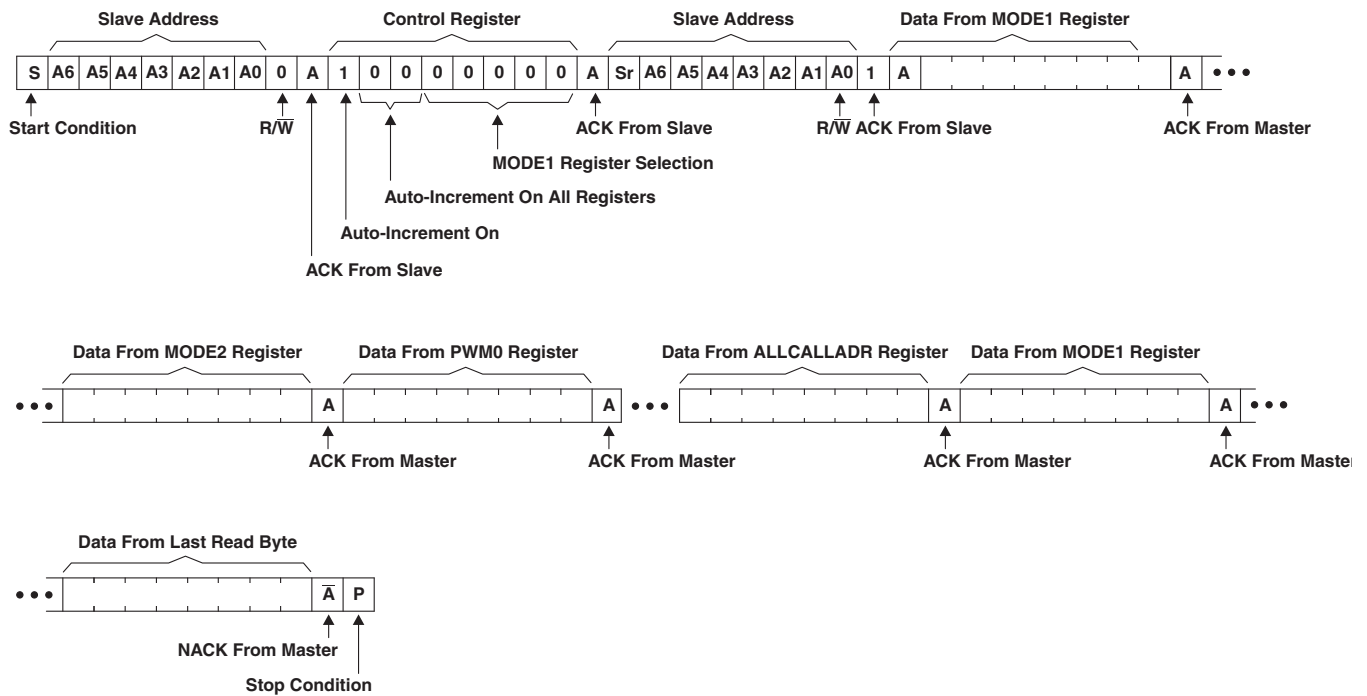 Slave Address Control Register Slave Address Data From MODE1 Register
S A6 A5 A4 A3 A2 A1 A0 0 A 1 0 0 0 0 0 0 0 A Sr A6 A5 A4 A3 A2 A1 A0 1 A A •••
Start Condition R/W̅ ACK From Slave R/W̅ ACK From Slave ACK From Master
MODE1 Register Selection
Auto-Increment On All Registers
Auto-Increment On
ACK From Slave
Data From MODE2 Register Data From PWM0 Register Data From ALLCALLADR Register Data From MODE1 Register
••• A A ••• A A •••
ACK From Master ACK From Master ACK From Master ACK From Master
Data From Last Read Byte
••• A̅ P
NACK From Master
Stop Condition